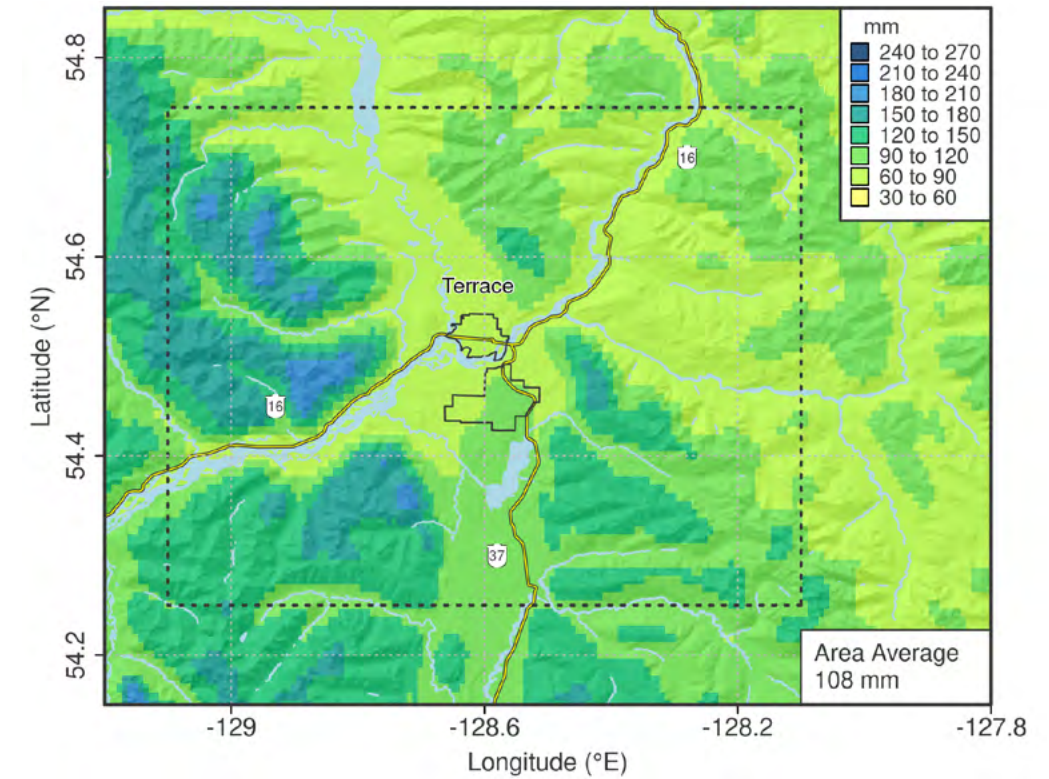 mm
240 to 270
210 to 240
180 to 210
150 to 180
120 to 150
90 to 120
60 to 90
30 to 60
54.8
54.6
54.4
54.2
Latitude (°N)
16
Terrace
16
37
Area Average
108 mm
-129
-128.6
-128.2
-127.8
Longitude (°E)